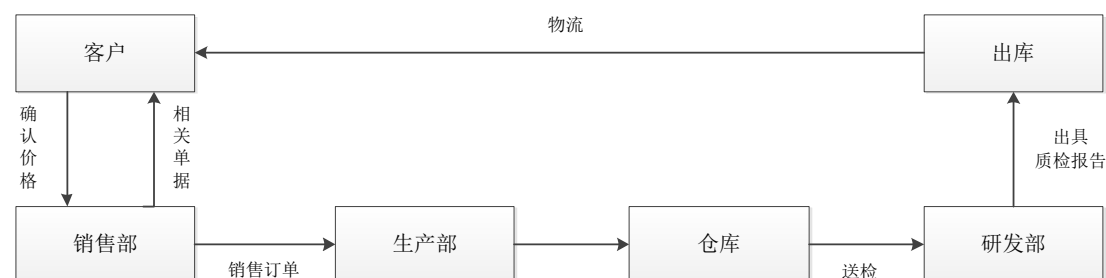 物流
客户
出库
确认价格
相关单据
出具
质检报告
销售部
生产部
仓库
研发部
销售订单
送检